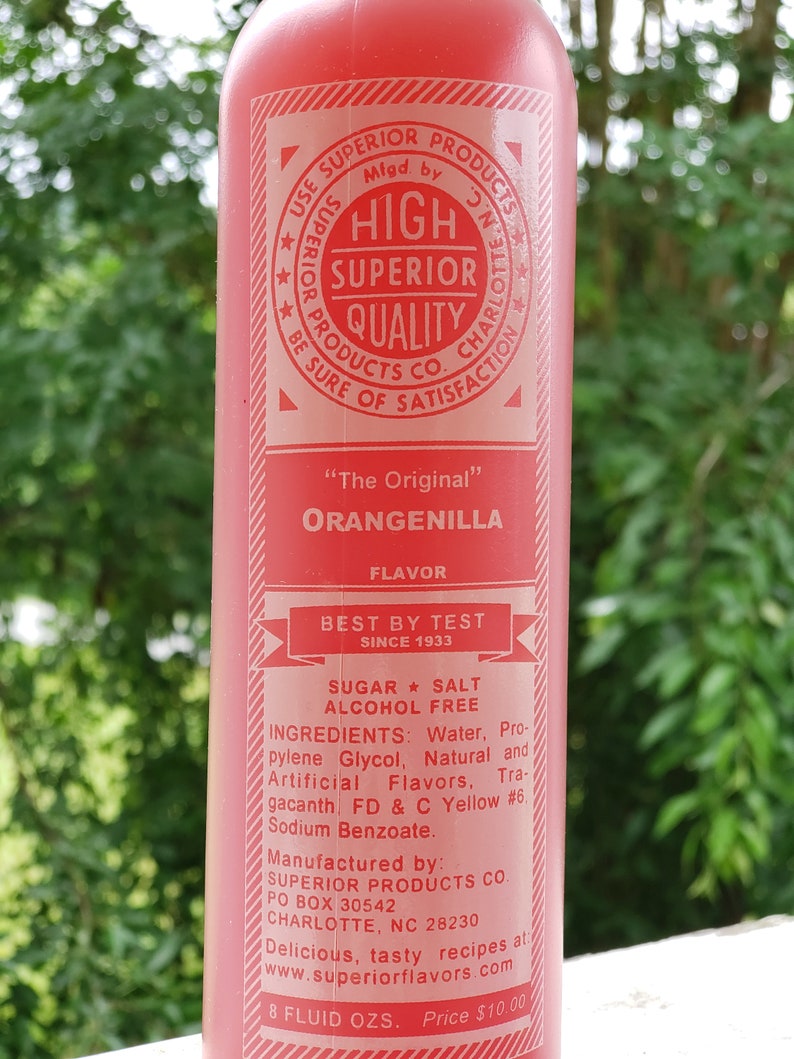 USE SUPERIOR PRODUCTS
★ ★ ★ BE SURE OF SATISFACTION ★ ★ ★
Mfgd. by
SUPERIOR PRODUCTS CO. CHARLOTTE, N. C.
HIGH
SUPERIOR
QUALITY
“The Original”
ORANGENILLA
FLAVOR
BEST BY TEST
SINCE 1933
SUGAR ★ SALT
ALCOHOL FREE
INGREDIENTS: Water, Pro-
pylene Glycol, Natural and
Artificial Flavors, Tra-
gacanth, FD & C Yellow #6,
Sodium Benzoate.
Manufactured by:
SUPERIOR PRODUCTS CO.
PO BOX 30542
CHARLOTTE, NC 28230
Delicious, tasty recipes at:
www.superiorflavors.com
8 FLUID OZS. Price $10.00